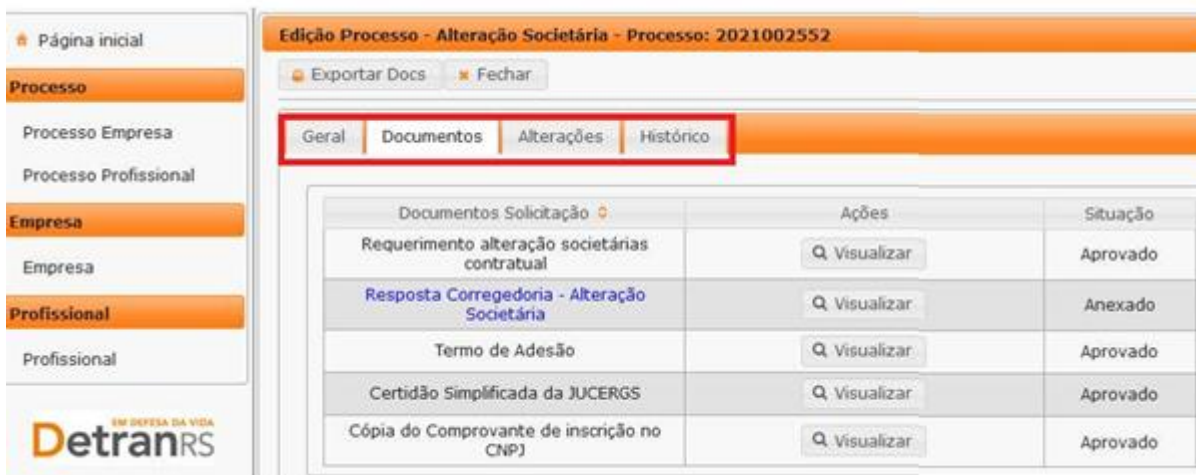 Página inicial
Processo
Processo Empresa
Processo Profissional
Empresa
Empresa
Profissional
Profissional
EM DEFESA DA VIDA
DetranRS
Edição Processo - Alteração Societária - Processo: 2021002552
Exportar Docs Fechar
Geral Documentos Alterações Histórico
Documentos Solicitação Ações Situação
Requerimento alteração societárias
contratual Visualizar Aprovado
Resposta Corregedoria - Alteração
Societária Visualizar Anexado
Termo de Adesão Visualizar Aprovado
Certidão Simplificada da JUCERGS Visualizar Aprovado
Cópia do Comprovante de inscrição no
CNPJ Visualizar Aprovado